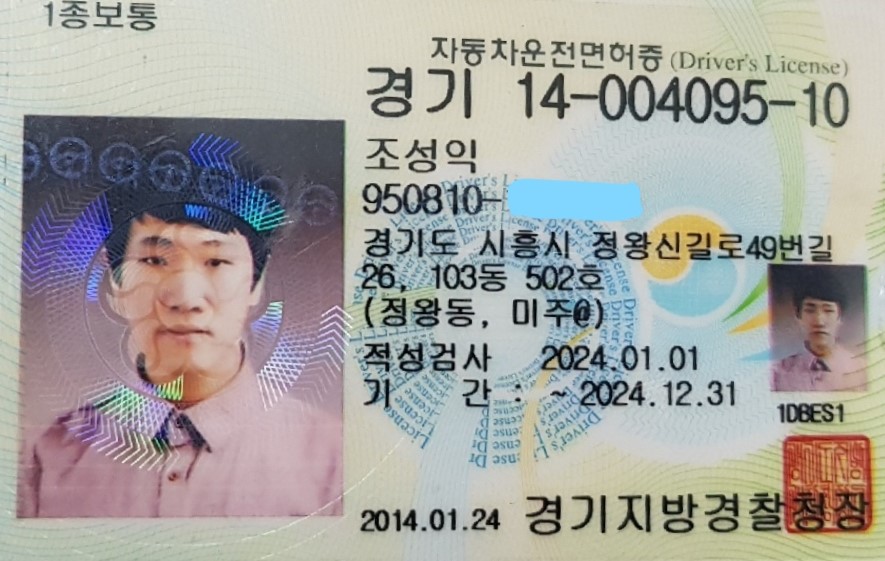 1종보통
자동차운전면허증 (Driver's License)
경기 14-004095-10
조성익
950810-
경기도 시흥시 정왕신길로49번길
26, 103동 502호
(정왕동, 미주@)
적성검사 2024.01.01
기 간 : ~ 2024.12.31
1DBES1
2014.01.24 경기지방경찰청장